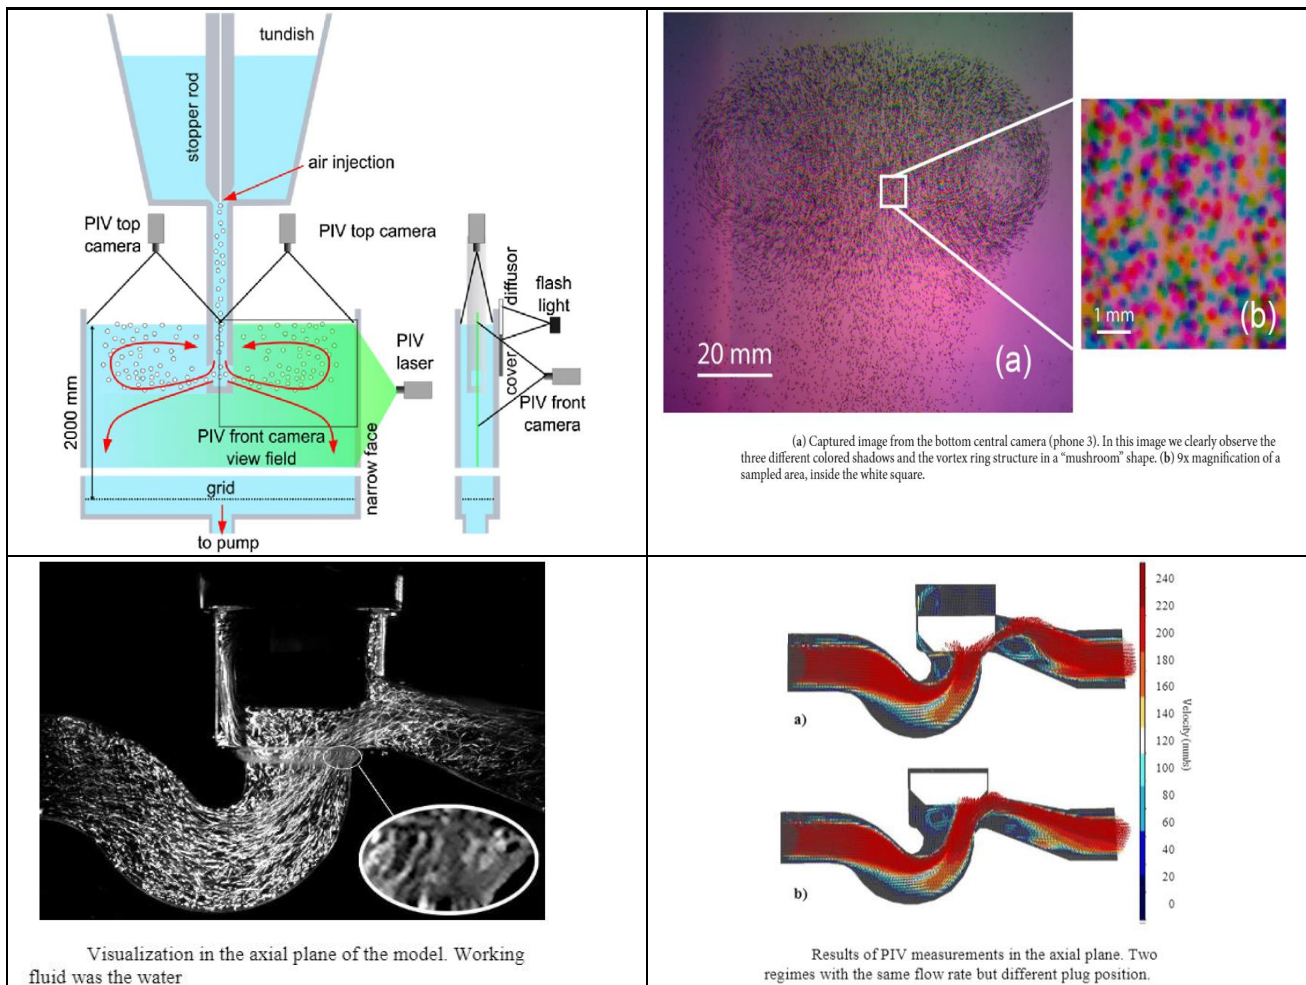 tundish
stopper rod
air injection
PIV top
camera
PIV top camera
diffusor
flash
light
cover
PIV
laser
PIV front
camera
2000 mm
PIV front camera
view field
narrow face
grid
to pump
20 mm
(a)
1 mm
(b)
(a) Captured image from the bottom central camera (phone 3). In this image we clearly observe the
three different colored shadows and the vortex ring structure in a “mushroom” shape. (b) 9x magnification of a
sampled area, inside the white square.
Visualization in the axial plane of the model. Working
fluid was the water
240
220
200
180
160
140
120
100
80
60
40
20
0
Velocity (mm/s)
a)
b)
Results of PIV measurements in the axial plane. Two
regimes with the same flow rate but different plug position.